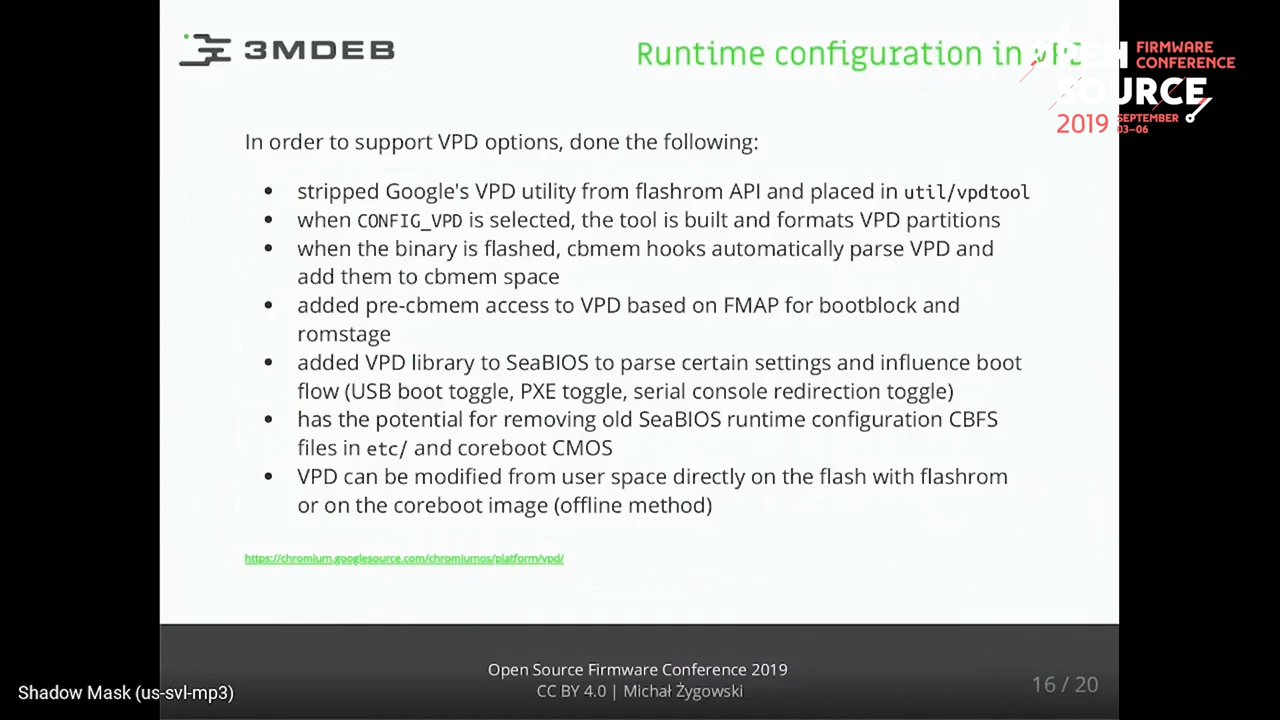 3MDEB
Runtime configuration in VPD
OPEN SOURCE
FIRMWARE
CONFERENCE
2019
SEPTEMBER
03–06
In order to support VPD options, done the following:
• stripped Google's VPD utility from flashrom API and placed in util/vpdtool
• when CONFIG_VPD is selected, the tool is built and formats VPD partitions
• when the binary is flashed, cbmem hooks automatically parse VPD and
add them to cbmem space
• added pre-cbmem access to VPD based on FMAP for bootblock and
romstage
• added VPD library to SeaBIOS to parse certain settings and influence boot
flow (USB boot toggle, PXE toggle, serial console redirection toggle)
• has the potential for removing old SeaBIOS runtime configuration CBFS
files in etc/ and coreboot CMOS
• VPD can be modified from user space directly on the flash with flashrom
or on the coreboot image (offline method)
https://chromium.googlesource.com/chromiumos/platform/vpd/
Open Source Firmware Conference 2019
CC BY 4.0 | Michał Żygowski
16 / 20
Shadow Mask (us-svl-mp3)